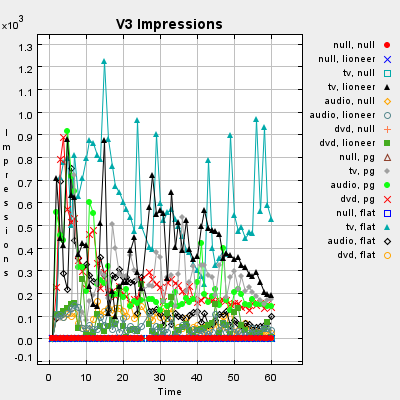 V3 Impressions
x10³
1.3
1.2
1.1
1.0
0.9
0.8
0.7
0.6
0.5
0.4
0.3
0.2
0.1
0.0
-0.1
Impressions
0 10 20 30 40 50 60
Time
null, null
null, lioneer
tv, null
tv, lioneer
audio, null
audio, lioneer
dvd, null
dvd, lioneer
null, pg
tv, pg
audio, pg
dvd, pg
null, flat
tv, flat
audio, flat
dvd, flat